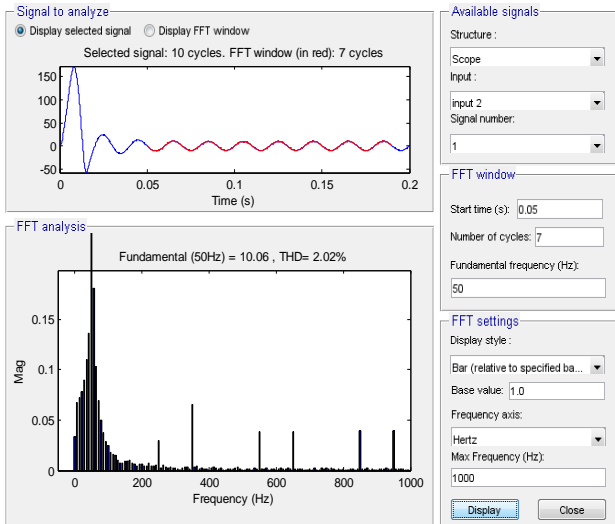 Signal to analyze
Display selected signal Display FFT window
Selected signal: 10 cycles. FFT window (in red): 7 cycles
150
100
50
0
-50
0 0.05 0.1 0.15 0.2
Time (s)
FFT analysis
Fundamental (50Hz) = 10.06 , THD= 2.02%
0.15
0.1
0.05
0
Mag
0 200 400 600 800 1000
Frequency (Hz)
Available signals
Structure :
Scope
Input :
input 2
Signal number:
1
FFT window
Start time (s): 0.05
Number of cycles: 7
Fundamental frequency (Hz):
50
FFT settings
Display style :
Bar (relative to specified ba...
Base value: 1.0
Frequency axis:
Hertz
Max Frequency (Hz):
1000
Display Close